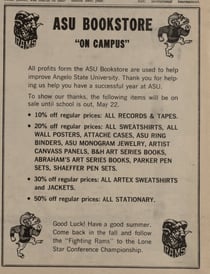 ASU BOOKSTORE
"ON CAMPUS"
RAMS
RAMS
All profits form the ASU Bookstore are used to help
improve Angelo State University. Thank you for help-
ing us help you have a successful year at ASU.
To show our thanks, the following items will be on
sale until school is out, May 22.
• 10% off regular prices: ALL RECORDS & TAPES.
• 20% off regular prices: ALL SWEATSHIRTS, ALL
WALL POSTERS, ATTACHE CASES, ASU RING
BINDERS, ASU MONOGRAM JEWELRY, ARTIST
CANVAS PANELS, B&H ART SERIES BOOKS,
ABRAHAM'S ART SERIES BOOKS, PARKER PEN
SETS, SHAEFFER PEN SETS.
• 30% off regular prices: ALL ARTEX SWEATSHIRTS
and JACKETS.
• 50% off regular prices: ALL STATIONARY.
Good Luck! Have a good summer.
Come back in the fall and follow
the "Fighting Rams" to the Lone
Star Conference Championship.
RAMS
RAMS